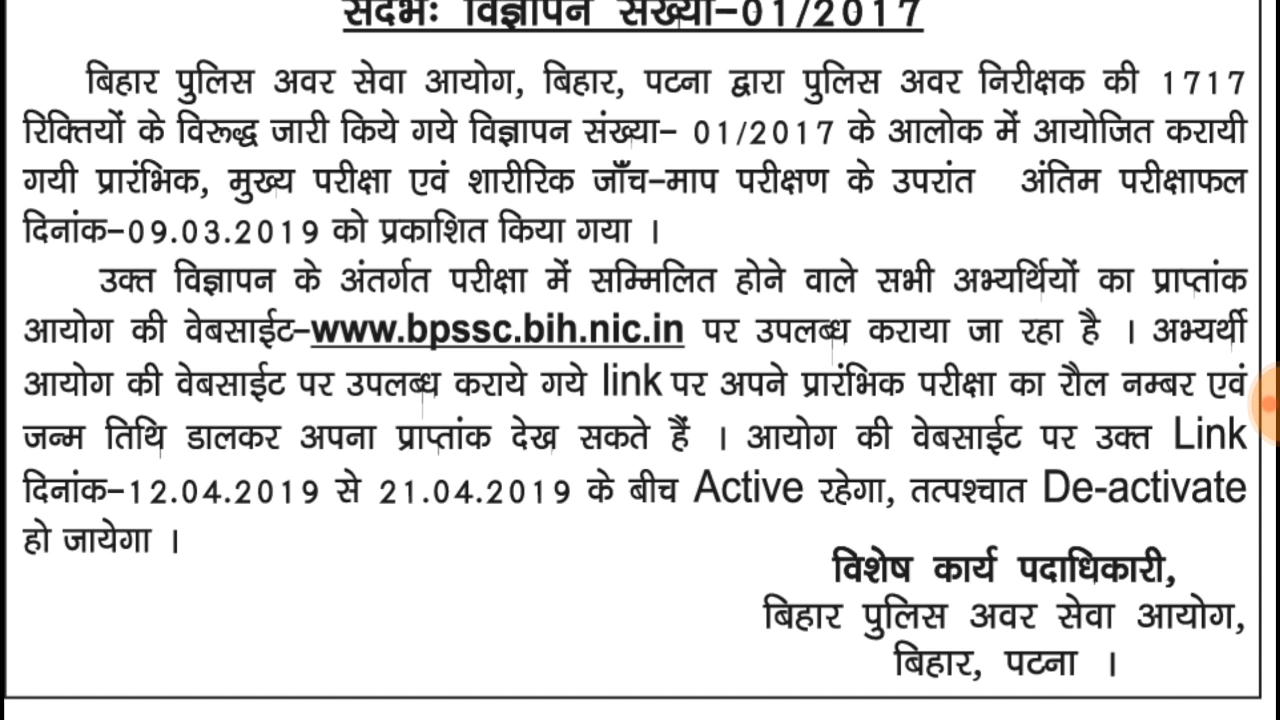 संदर्भः विज्ञापन संख्या-01/2017
बिहार पुलिस अवर सेवा आयोग, बिहार, पटना द्वारा पुलिस अवर निरीक्षक की 1717
रिक्तियों के विरूद्ध जारी किये गये विज्ञापन संख्या- 01/2017 के आलोक में आयोजित करायी
गयी प्रारंभिक, मुख्य परीक्षा एवं शारीरिक जाँच-माप परीक्षण के उपरांत अंतिम परीक्षाफल
दिनांक-09.03.2019 को प्रकाशित किया गया ।
उक्त विज्ञापन के अंतर्गत परीक्षा में सम्मिलित होने वाले सभी अभ्यर्थियों का प्राप्तांक
आयोग की वेबसाईट-www.bpssc.bih.nic.in पर उपलब्ध कराया जा रहा है । अभ्यर्थी
आयोग की वेबसाईट पर उपलब्ध कराये गये link पर अपने प्रारंभिक परीक्षा का रौल नम्बर एवं
जन्म तिथि डालकर अपना प्राप्तांक देख सकते हैं । आयोग की वेबसाईट पर उक्त Link
दिनांक-12.04.2019 से 21.04.2019 के बीच Active रहेगा, तत्पश्चात De-activate
हो जायेगा ।
विशेष कार्य पदाधिकारी,
बिहार पुलिस अवर सेवा आयोग,
बिहार, पटना ।